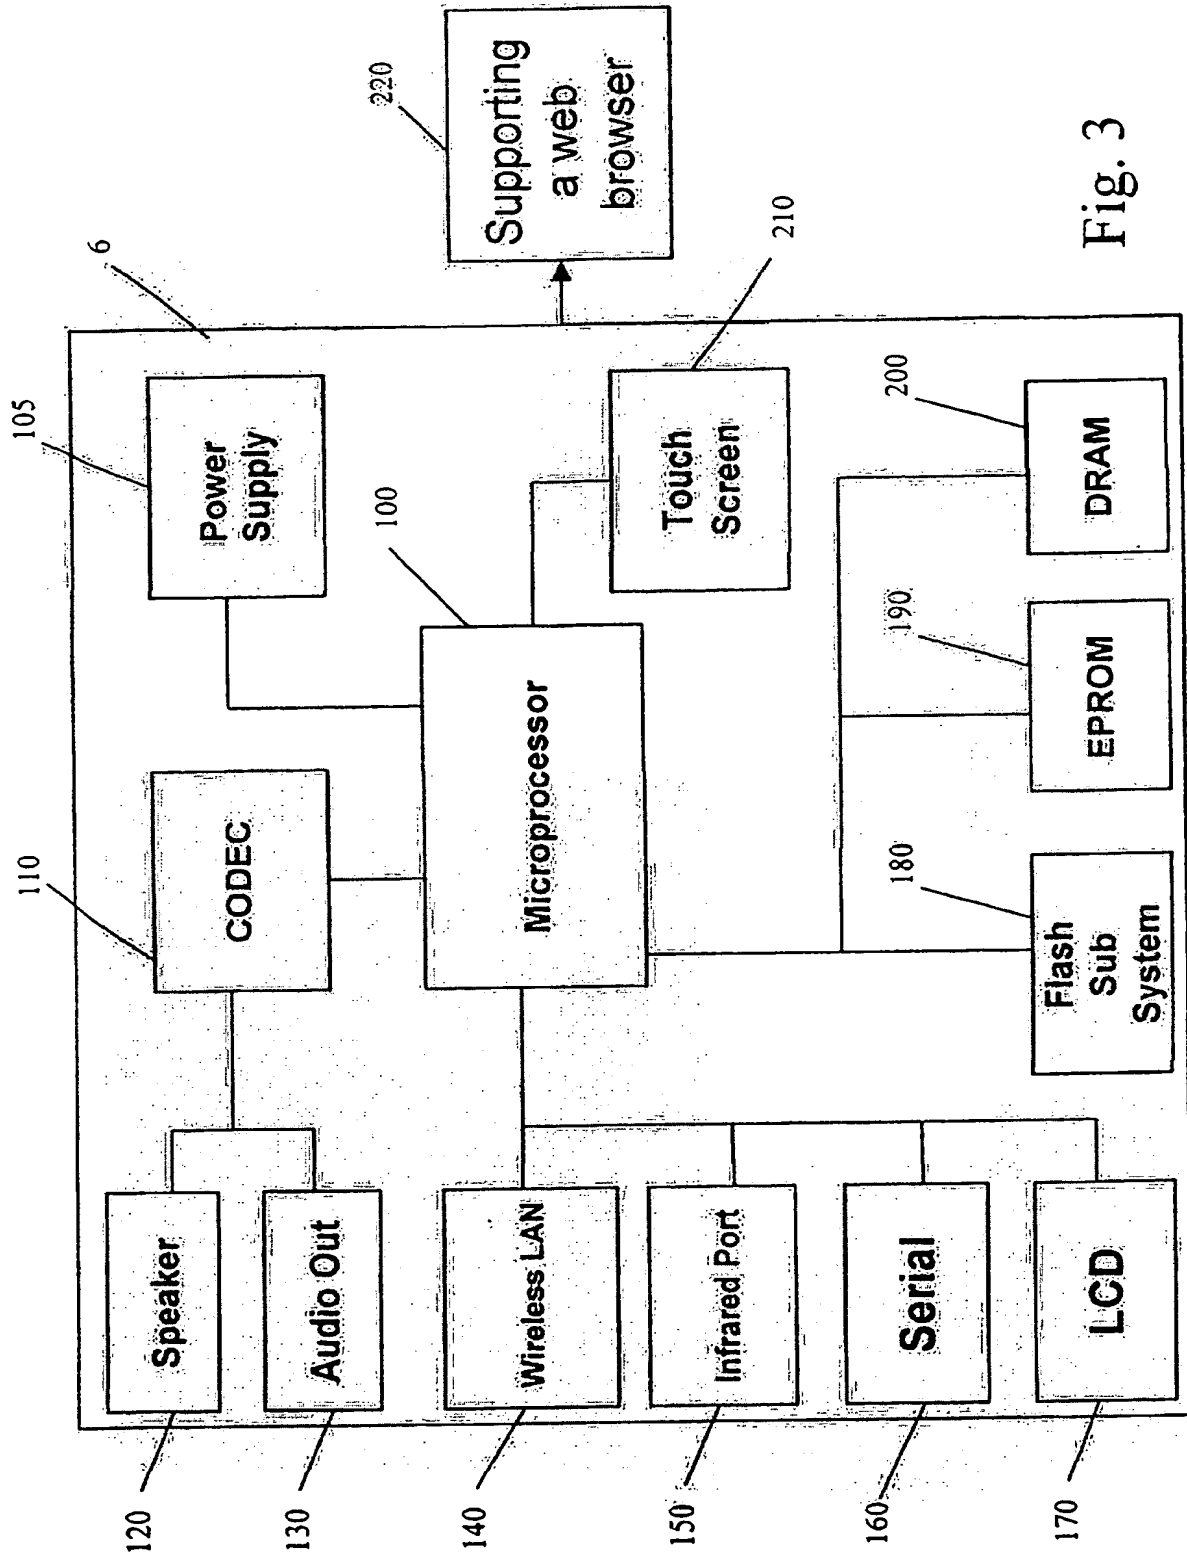 120
Speaker
130
Audio Out
140
Wireless LAN
150
Infrared Port
160
Serial
170
LCD
110
CODEC
105
Power
Supply
6
100
Microprocessor
210
Touch
Screen
180
Flash
Sub
System
190
EPROM
200
DRAM
220
Supporting
a web
browser
Fig. 3